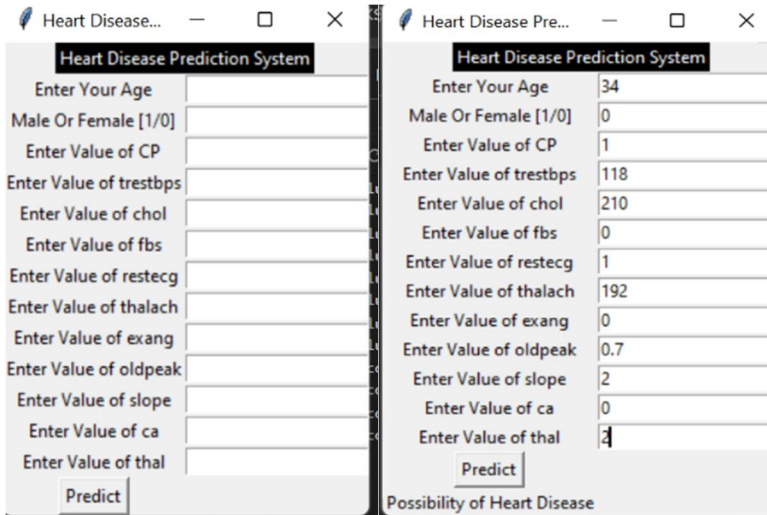 Heart Disease...
Heart Disease Prediction System
Enter Your Age
Male Or Female [1/0]
Enter Value of CP
Enter Value of trestbps
Enter Value of chol
Enter Value of fbs
Enter Value of restecg
Enter Value of thalach
Enter Value of exang
Enter Value of oldpeak
Enter Value of slope
Enter Value of ca
Enter Value of thal
Predict
Heart Disease Pre...
Heart Disease Prediction System
Enter Your Age 34
Male Or Female [1/0] 0
Enter Value of CP 1
Enter Value of trestbps 118
Enter Value of chol 210
Enter Value of fbs 0
Enter Value of restecg 1
Enter Value of thalach 192
Enter Value of exang 0
Enter Value of oldpeak 0.7
Enter Value of slope 2
Enter Value of ca 0
Enter Value of thal 2
Predict
Possibility of Heart Disease